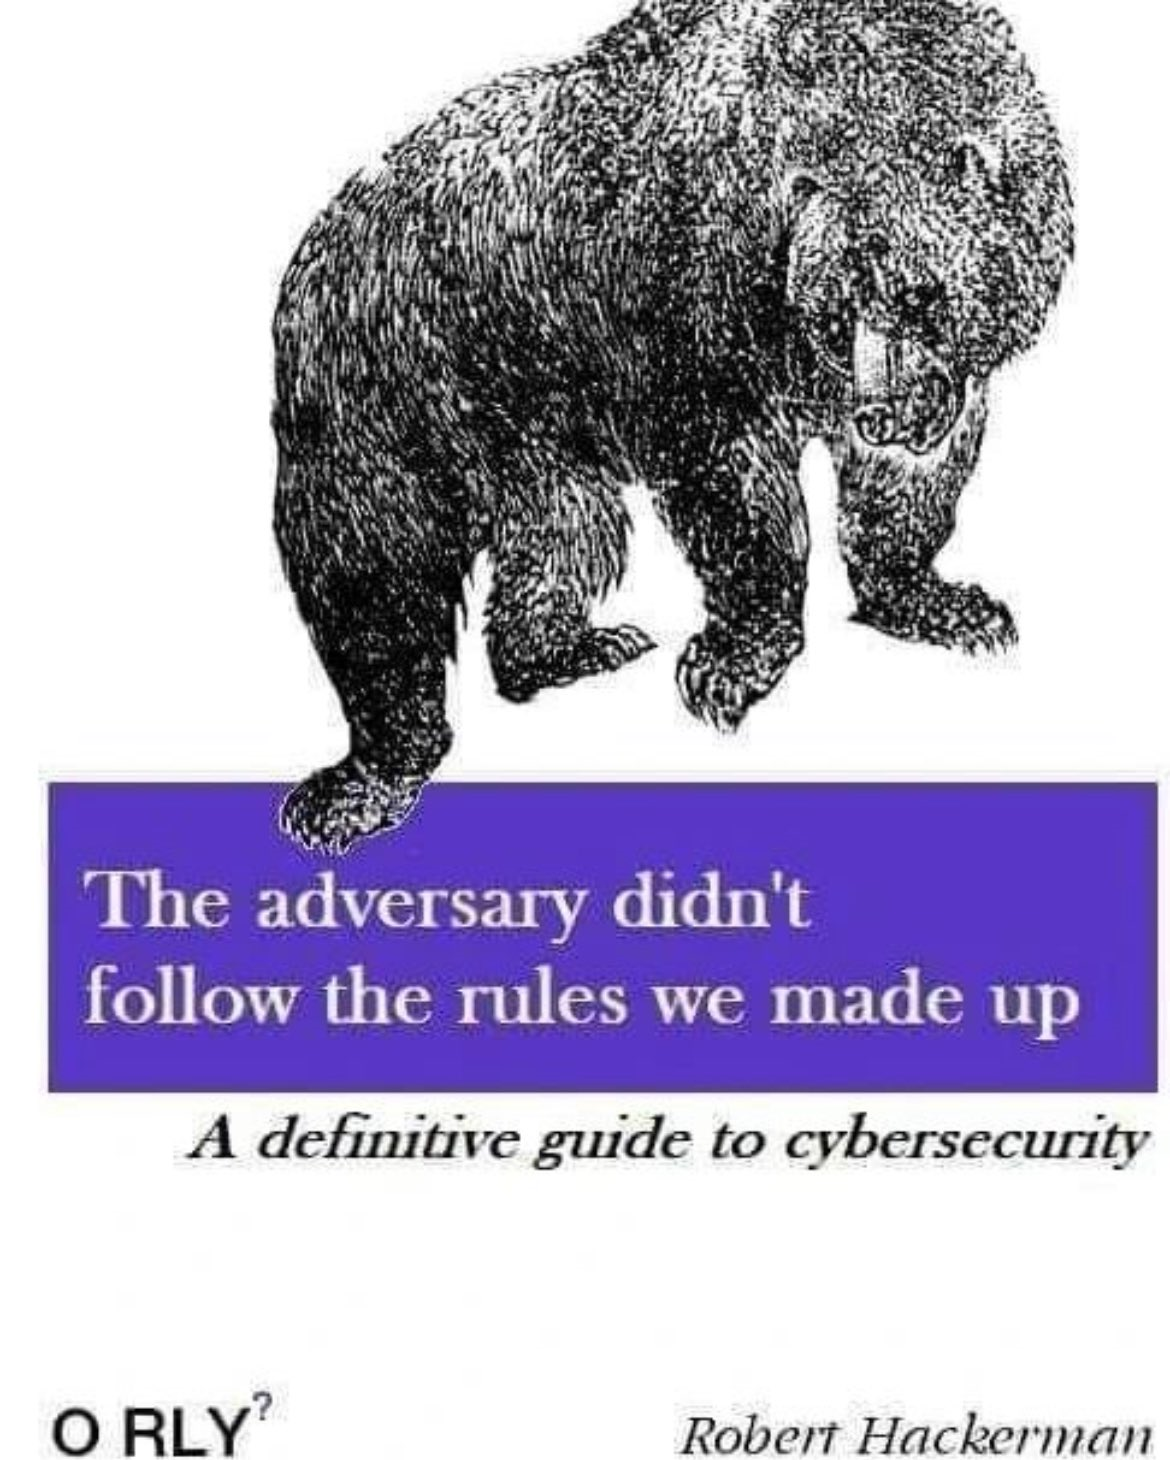 The adversary didn't
follow the rules we made up
A definitive guide to cybersecurity
O RLY?
Robert Hackerman